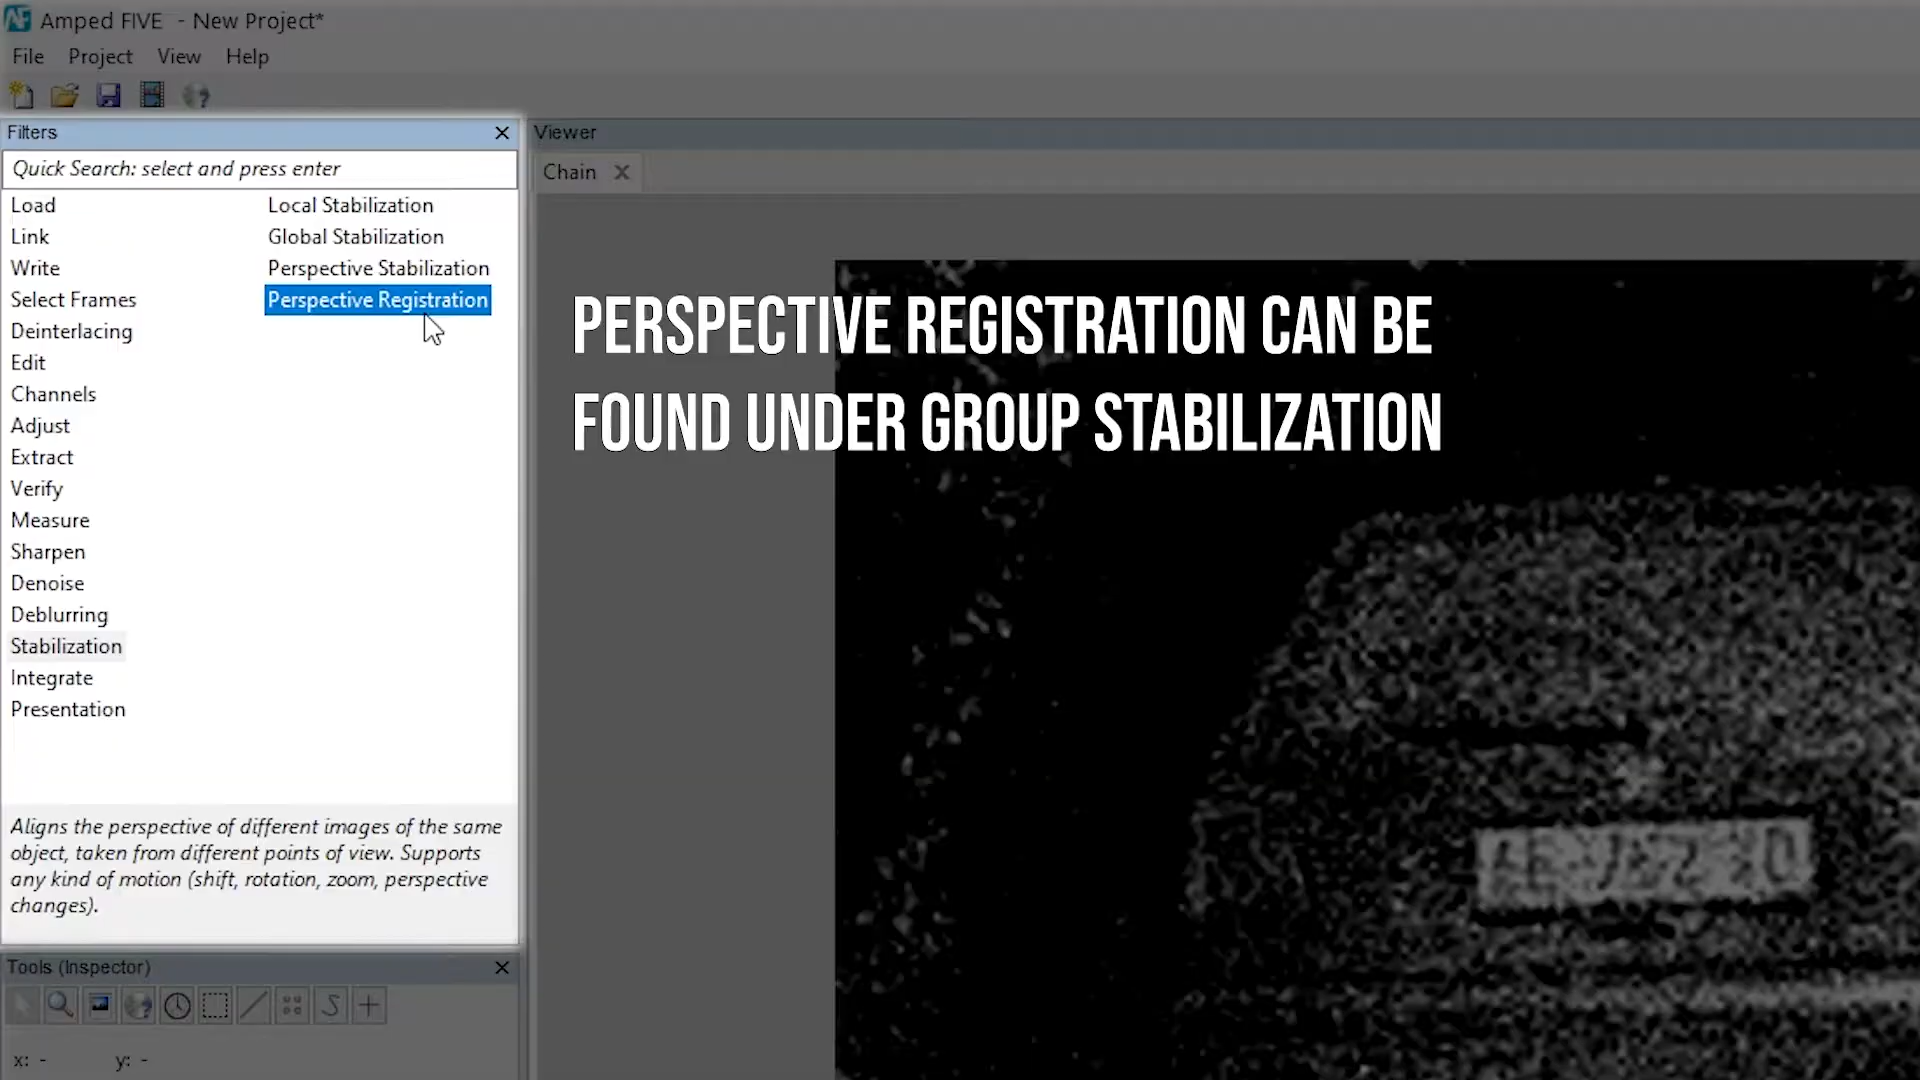 Amped FIVE - New Project*
File Project View Help
Filters
Quick Search: select and press enter
Load
Link
Write
Select Frames
Deinterlacing
Edit
Channels
Adjust
Extract
Verify
Measure
Sharpen
Denoise
Deblurring
Stabilization
Integrate
Presentation
Local Stabilization
Global Stabilization
Perspective Stabilization
Perspective Registration
Aligns the perspective of different images of the same
object, taken from different points of view. Supports
any kind of motion (shift, rotation, zoom, perspective
changes).
Tools (Inspector)
x: - y: -
Viewer
Chain
PERSPECTIVE REGISTRATION CAN BE
FOUND UNDER GROUP STABILIZATION